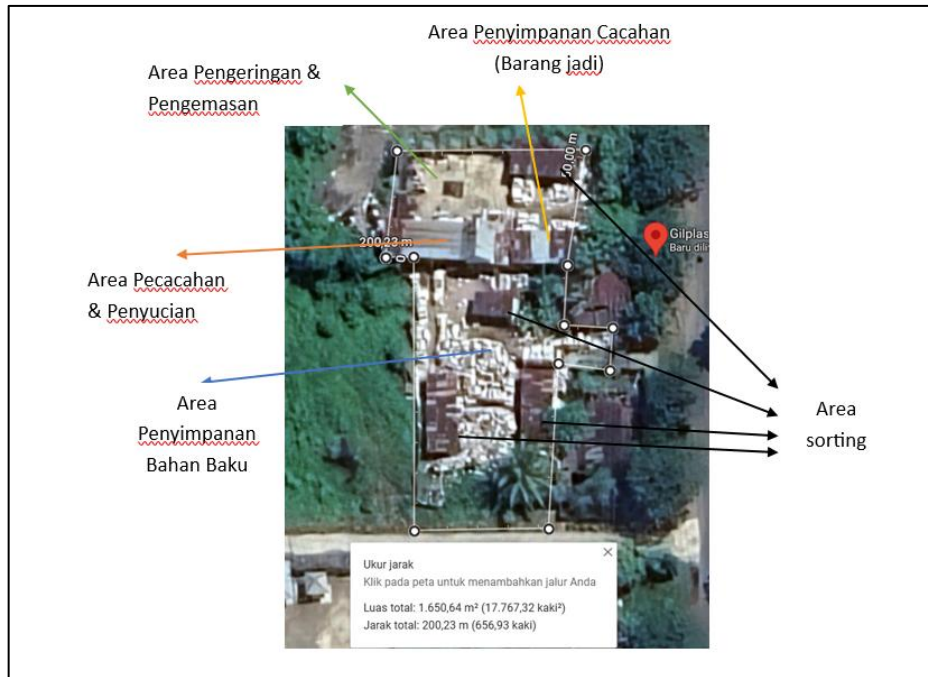 Area Penyimpanan Cacahan
(Barang jadi)
Area Pengeringan &
Pengemasan
50,00 m
200,23 m
0
Gilplas
Baru dili
Area Pecacahan
& Penyucian
Area
Penyimpanan
Bahan Baku
Area
sorting
Ukur jarak
Klik pada peta untuk menambahkan jalur Anda
Luas total: 1.650,64 m² (17.767,32 kaki²)
Jarak total: 200,23 m (656,93 kaki)